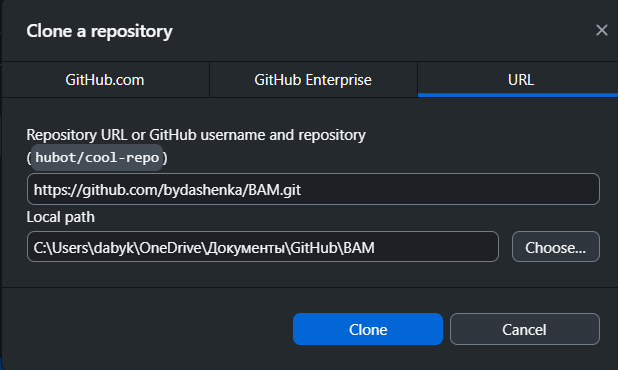 Clone a repository
GitHub.com
GitHub Enterprise
URL
Repository URL or GitHub username and repository
(hubot/cool-repo)
https://github.com/bydashenka/BAM.git
Local path
C:\Users\dabyk\OneDrive\Документы\GitHub\BAM
Choose...
Clone
Cancel